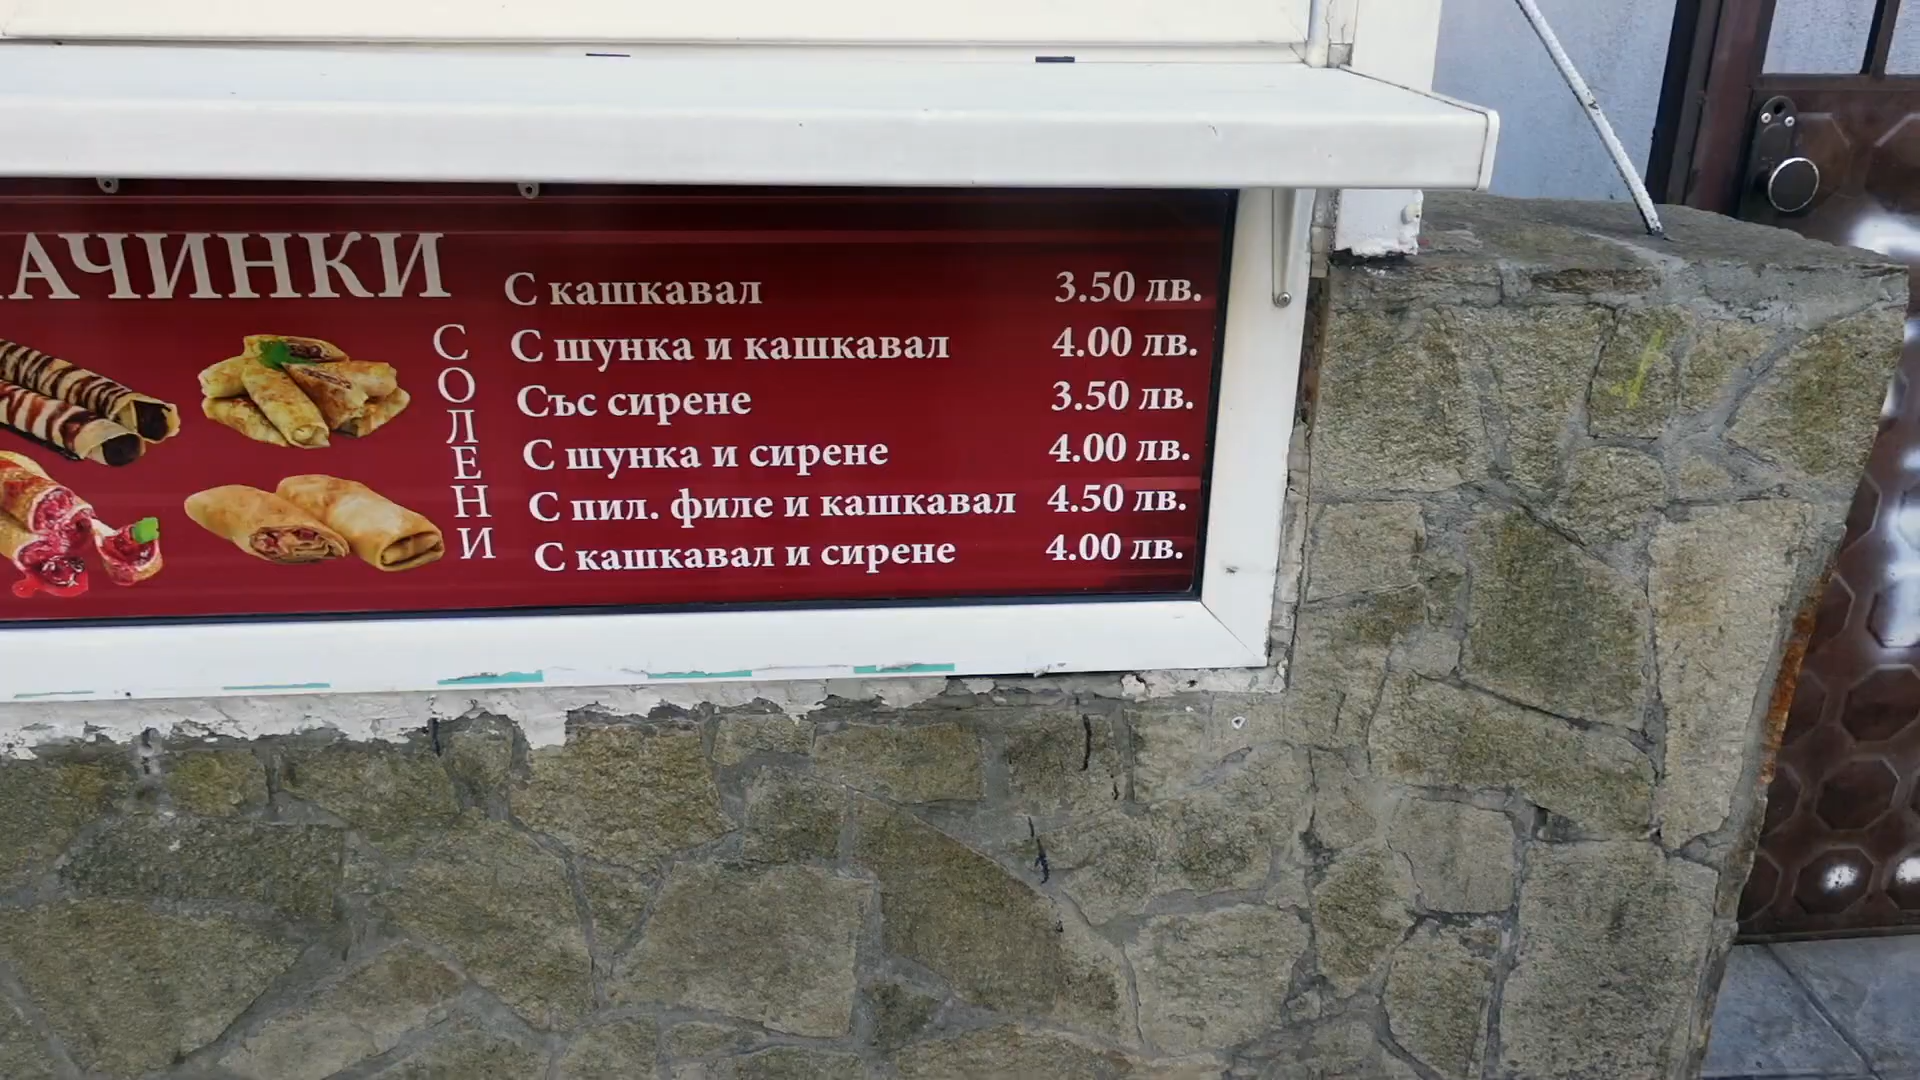 АЧИНКИ
СОЛЕНИ
С кашкавал 3.50 лв.
С шунка и кашкавал 4.00 лв.
Със сирене 3.50 лв.
С шунка и сирене 4.00 лв.
С пил. филе и кашкавал 4.50 лв.
С кашкавал и сирене 4.00 лв.